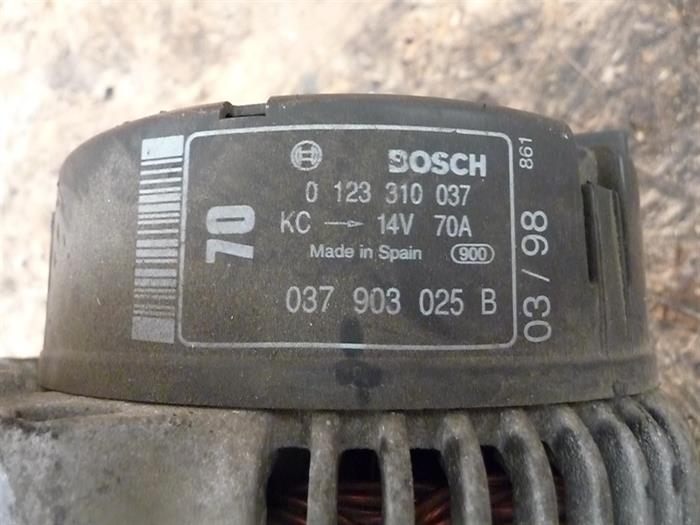 BOSCH
0 123 310 037
KC → 14V 70A
Made in Spain 900
037 903 025 B
70
03 / 98
861